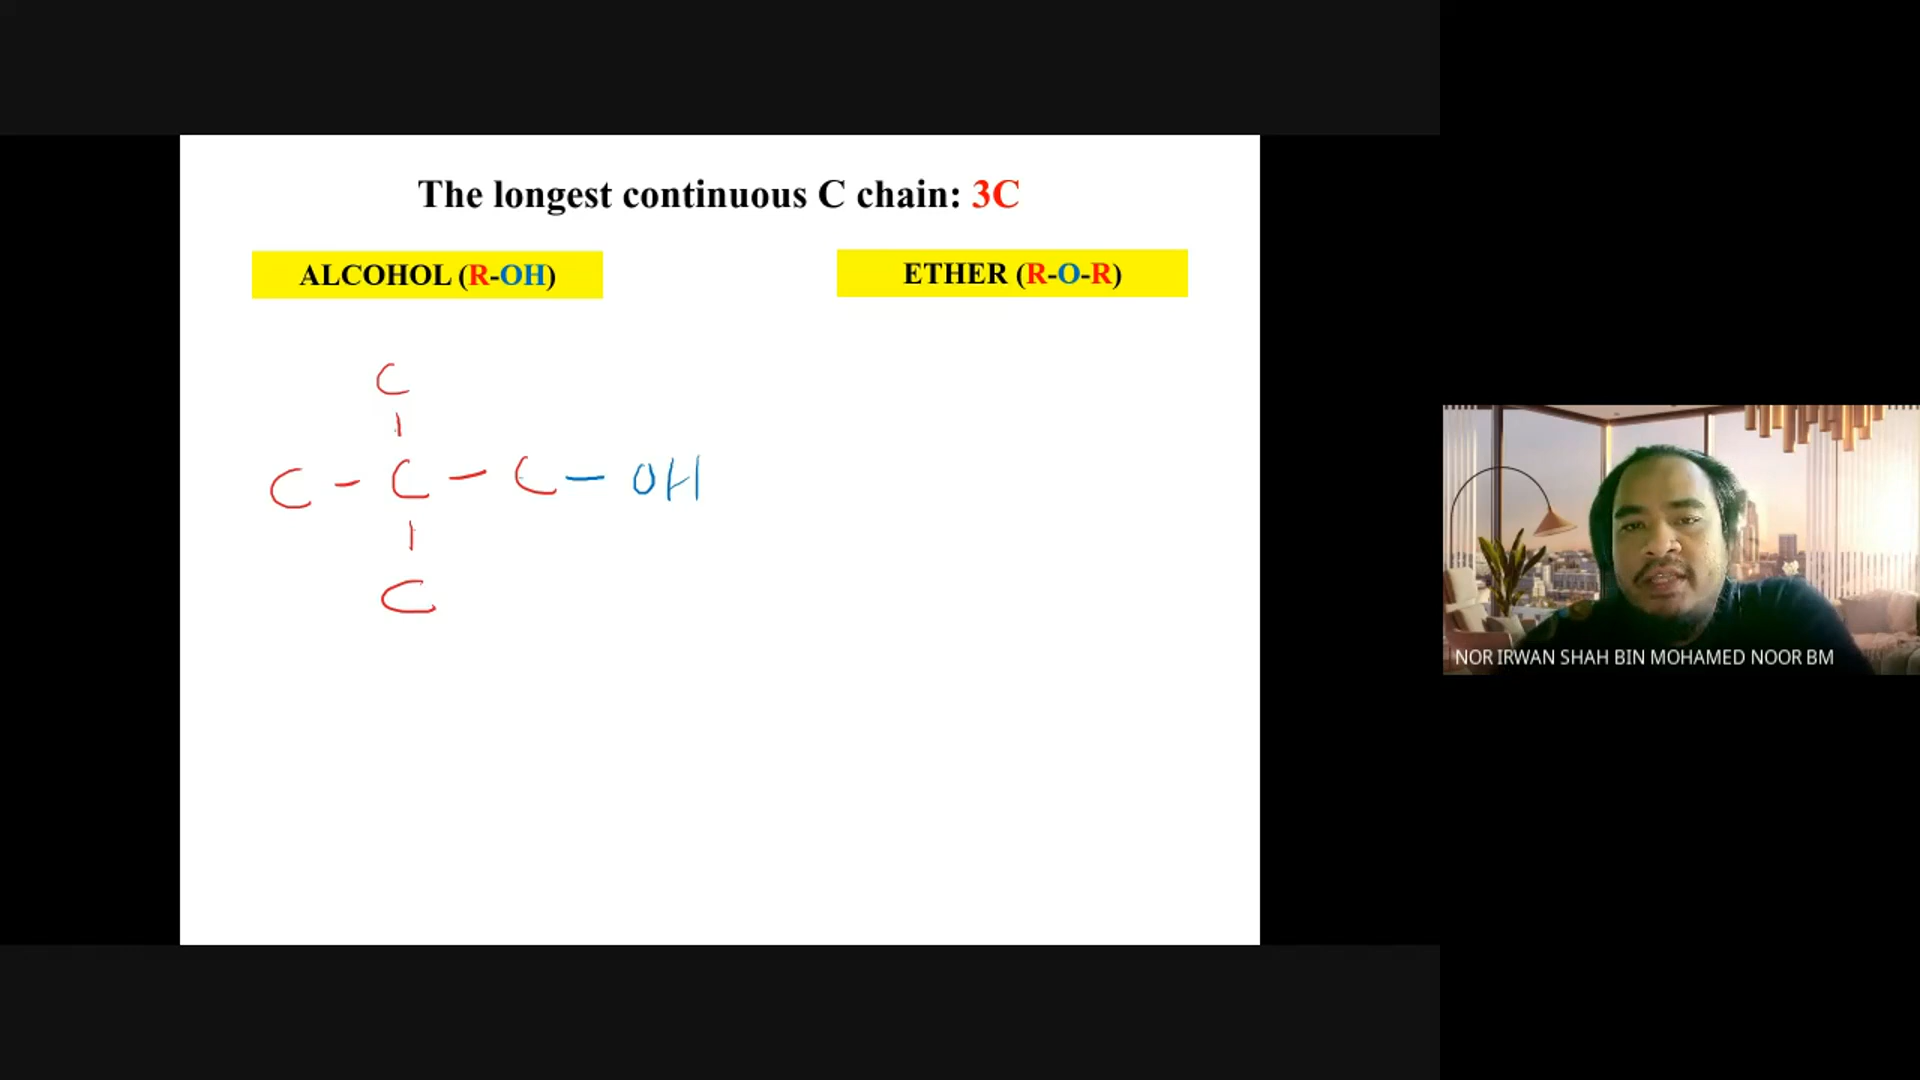 The longest continuous C chain: 3C
ALCOHOL (R-OH)
ETHER (R-O-R)
C
C - C - C - OH
C
NOR IRWAN SHAH BIN MOHAMED NOOR BM